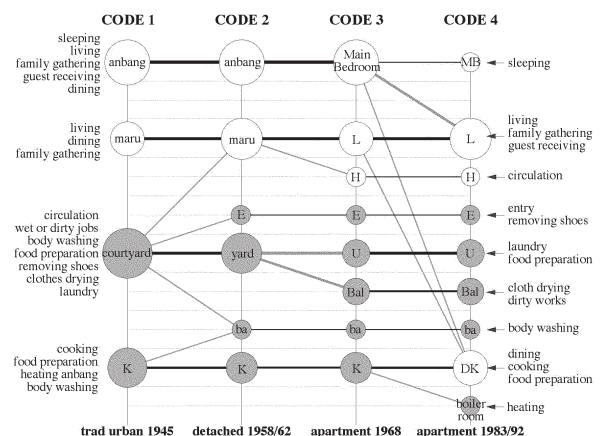 CODE 1 CODE 2 CODE 3 CODE 4
sleeping
living
family gathering
guest receiving
dining
anbang
anbang
Main
Bedroom
MB
sleeping
living
dining
family gathering
maru
maru
L
L
living
family gathering
guest receiving
H
H
circulation
circulation
wet or dirty jobs
body washing
food preparation
removing shoes
clothes drying
laundry
courtyard
E
E
E
entry
removing shoes
yard
U
U
laundry
food preparation
Bal
Bal
cloth drying
dirty works
ba
ba
ba
body washing
cooking
food preparation
heating anbang
body washing
K
K
K
DK
dining
cooking
food preparation
boiler
room
heating
trad urban 1945 detached 1958/62 apartment 1968 apartment 1983/92